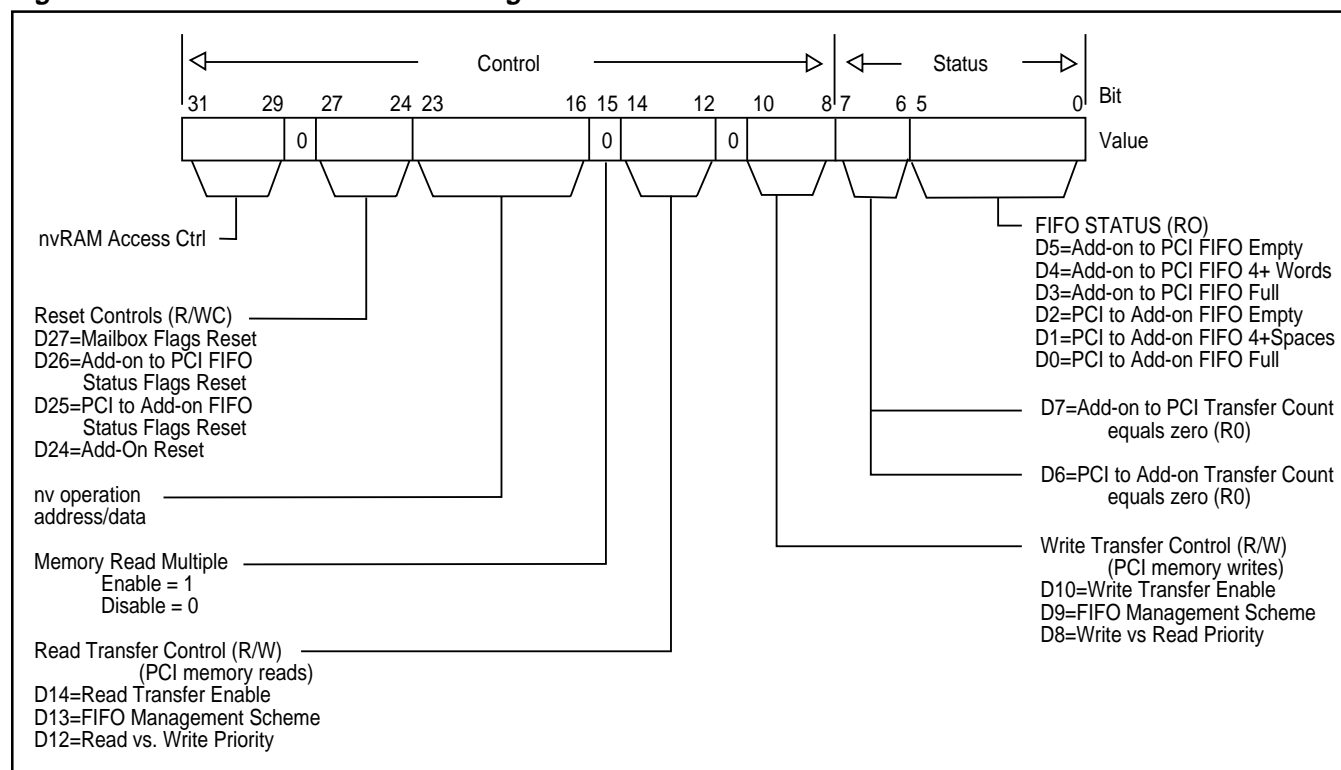 Control
Status
31 29 27 24 23 16 15 14 12 10 8 7 6 5 0 Bit
0 0 0 Value
nvRAM Access Ctrl
Reset Controls (R/WC)
D27=Mailbox Flags Reset
D26=Add-on to PCI FIFO
Status Flags Reset
D25=PCI to Add-on FIFO
Status Flags Reset
D24=Add-On Reset
nv operation
address/data
Memory Read Multiple
Enable = 1
Disable = 0
Read Transfer Control (R/W)
(PCI memory reads)
D14=Read Transfer Enable
D13=FIFO Management Scheme
D12=Read vs. Write Priority
FIFO STATUS (RO)
D5=Add-on to PCI FIFO Empty
D4=Add-on to PCI FIFO 4+ Words
D3=Add-on to PCI FIFO Full
D2=PCI to Add-on FIFO Empty
D1=PCI to Add-on FIFO 4+Spaces
D0=PCI to Add-on FIFO Full
D7=Add-on to PCI Transfer Count
equals zero (R0)
D6=PCI to Add-on Transfer Count
equals zero (R0)
Write Transfer Control (R/W)
(PCI memory writes)
D10=Write Transfer Enable
D9=FIFO Management Scheme
D8=Write vs Read Priority